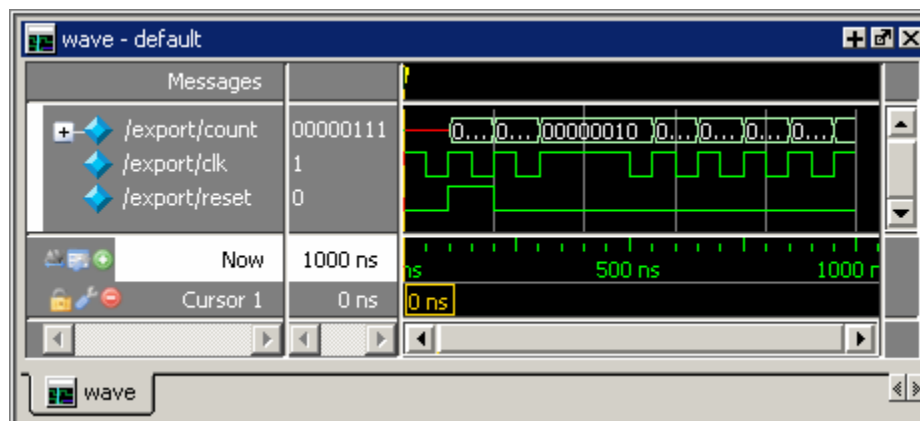 wave - default
Messages
/export/count 00000111 0... 0... 00000010 0... 0... 0... 0...
/export/clk 1
/export/reset 0
Now 1000 ns ns 500 ns 1000 n
Cursor 1 0 ns 0 ns
wave